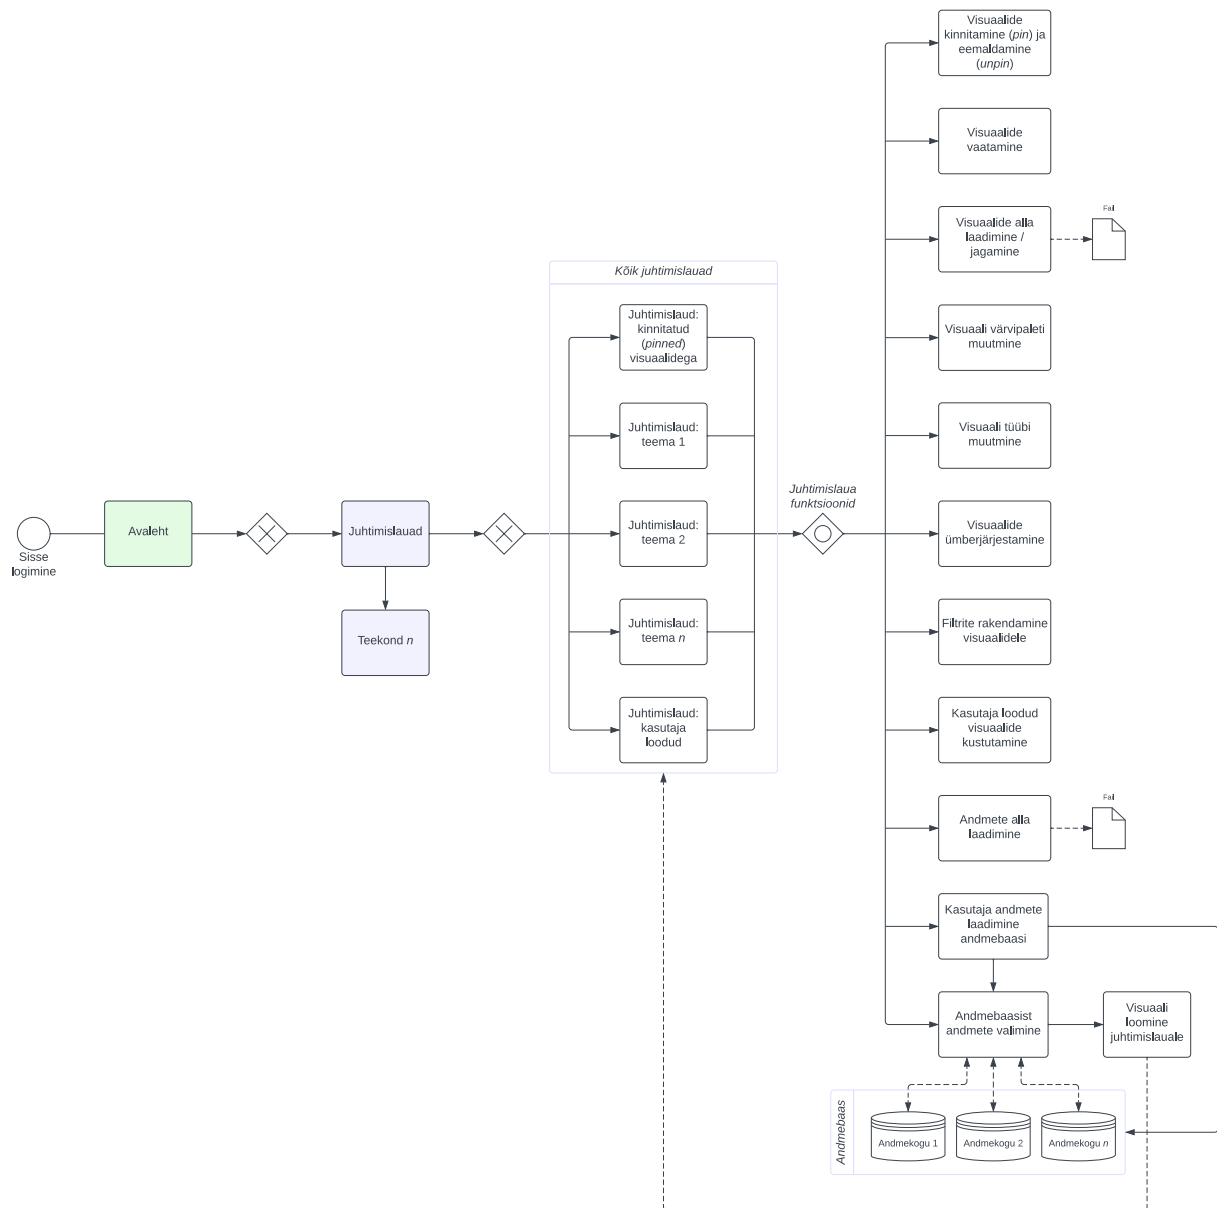 Visuaalide
kinnitamine (pin) ja
eemaldamine
(unpin)
Visuaalide
vaatamine
Visuaalide alla
laadimine /
jagamine
Fail
Kõik juhtimislauad
Juhtimislaud:
kinnitatud
(pinned)
visuaalidega
Visuaali värvipaleti
muutmine
Juhtimislaud:
teema 1
Visuaali tüübi
muutmine
Sisse
logimine
Avaleht
Juhtimislauad
Teekond n
Juhtimislaud:
teema 2
Juhtimislaua
funktsioonid
Visuaalide
ümberjärjestamine
Juhtimislaud:
teema n
Filtrite rakendamine
visuaalidele
Juhtimislaud:
kasutaja
loodud
Kasutaja loodud
visuaalide
kustutamine
Andmete alla
laadimine
Fail
Kasutaja andmete
laadimine
andmebaasi
Andmebaasist
andmete valimine
Visuaali
loomine
juhtimislauale
Andmebaas
Andmekogu 1
Andmekogu 2
Andmekogu n